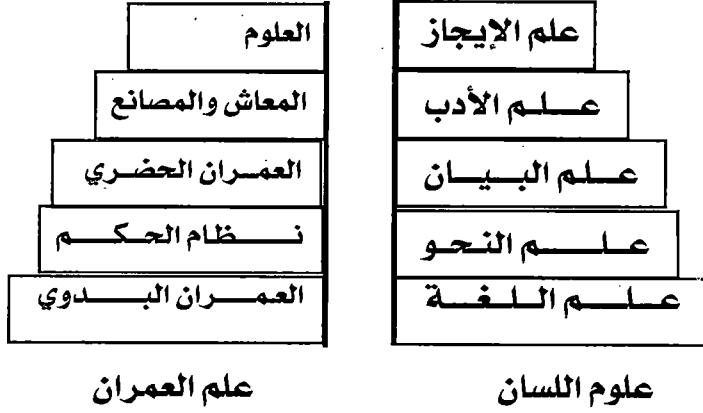 علم الإيجاز
علم الأدب
علم البيان
علم النحو
علم اللغة
علوم اللسان
العلوم
المعاش والمصانع
العمران الحضري
نظام الحكم
العمران البدوي
علم العمران